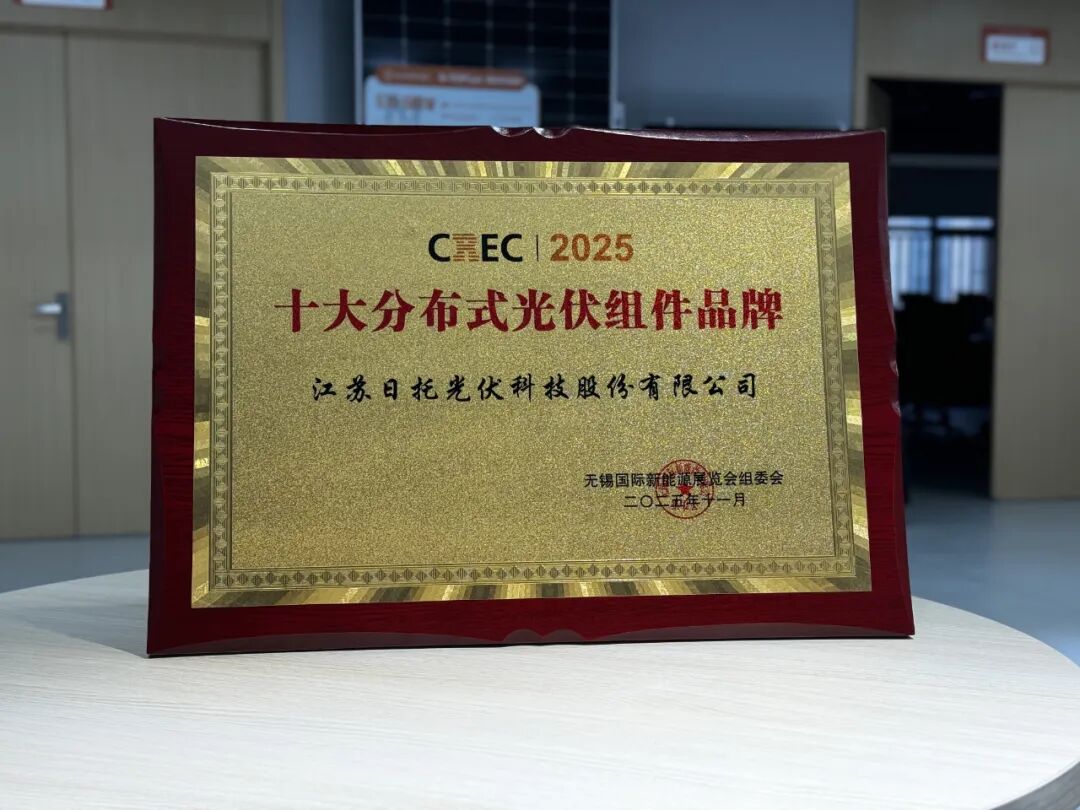 CREC | 2025
十大分布式光伏组件品牌
江苏日托光伏科技股份有限公司
无锡国际新能源展览会组委会
二〇二五年十一月